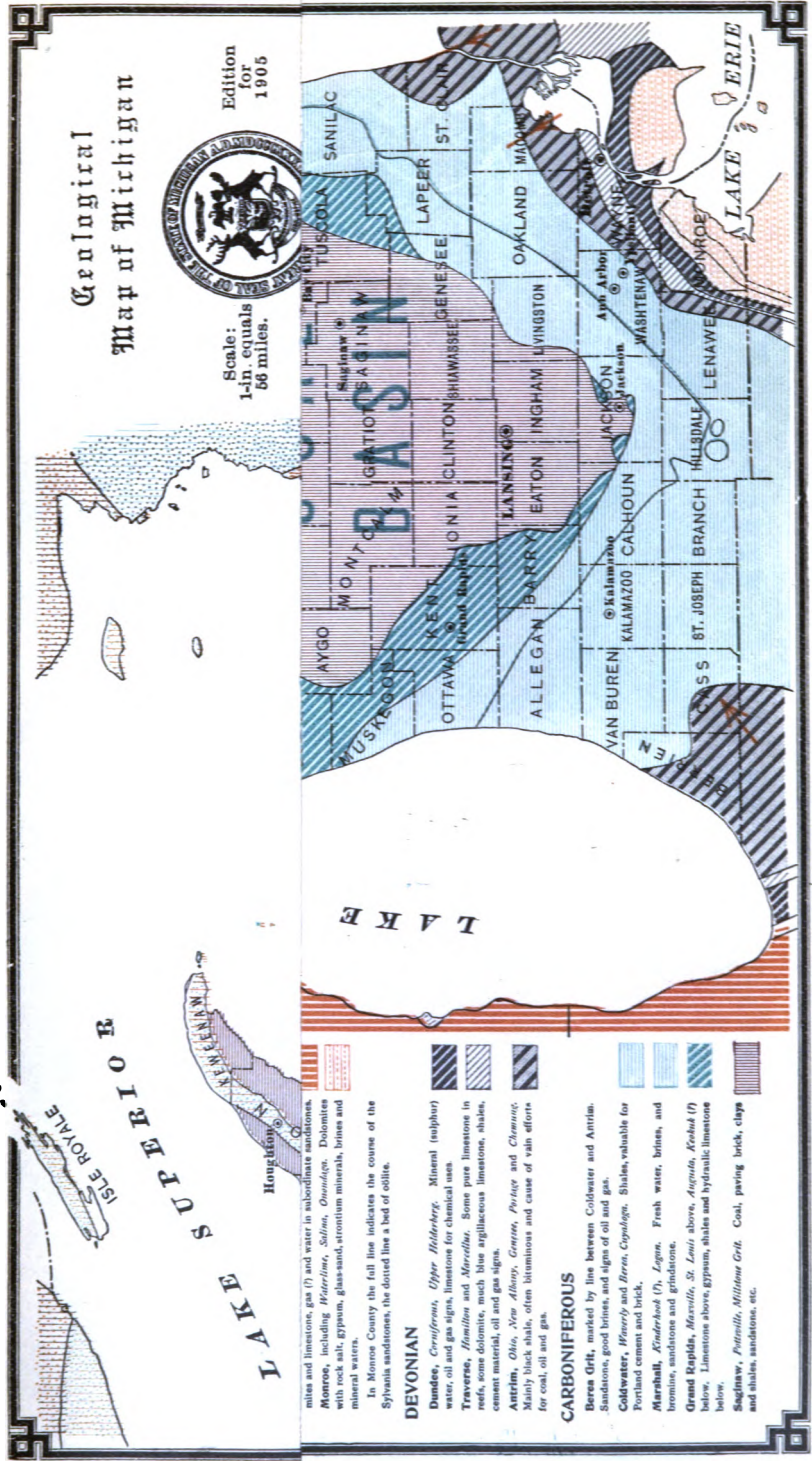 Geological
Map of Michigan
Edition
for
1905
Scale:
1-in. equals
56 miles.
LAKE SUPERIOR
ISLE ROYALE
KEWEENAW
Houghton
LAKE
LAKE ERIE
BASIN
TUSCOLA
SANILAC
Bay City
Saginaw
SAGINAW
GRATIOT
MONTCALM
AYGO
MUSKEGON
OTTAWA
KENT
Grand Rapids
IONIA
CLINTON
SHIAWASSEE
GENESEE
LAPEER
ST. CLAIR
MACOMB
OAKLAND
LIVINGSTON
INGHAM
LANSING
EATON
BARRY
ALLEGAN
VAN BUREN
KALAMAZOO
Kalamazoo
CALHOUN
JACKSON
Jackson
WASHTENAW
Ann Arbor
Ypsilanti
WAYNE
Detroit
MONROE
LENAWEE
HILLSDALE
BRANCH
ST. JOSEPH
CASS
BERRIEN
mites and limestone, gas (?) and water in subordinate sandstones.
Monroe, including Waterlime, Salina, Onondaga. Dolomites
with rock salt, gypsum, glass-sand, strontium minerals, brines and
mineral waters.
In Monroe County the full line indicates the course of the
Sylvania sandstones, the dotted line a bed of oölite.
DEVONIAN
Dundee, Corniferous, Upper Helderberg. Mineral (sulphur)
water, oil and gas signs, limestone for chemical uses.
Traverse, Hamilton and Marcellus. Some pure limestone in
reefs, some dolomite, much blue argillaceous limestone, shales,
cement material, oil and gas signs.
Antrim, Ohio, New Albany, Genesee, Portage and Chemung.
Mainly black shale, often bituminous and cause of vain efforts
for coal, oil and gas.
CARBONIFEROUS
Berea Grit, marked by line between Coldwater and Antrim.
Sandstone, good brines, and signs of oil and gas.
Coldwater, Waverly and Berea, Cuyahoga. Shales, valuable for
Portland cement and brick.
Marshall, Kinderhook (?), Logan. Fresh water, brines, and
bromine, sandstone and grindstone.
Grand Rapids, Maxville, St. Louis above, Augusta, Keokuk (?)
below. Limestone above, gypsum, shales and hydraulic limestone
below.
Saginaw, Pottsville, Millstone Grit. Coal, paving brick, clays
and shales, sandstone, etc.